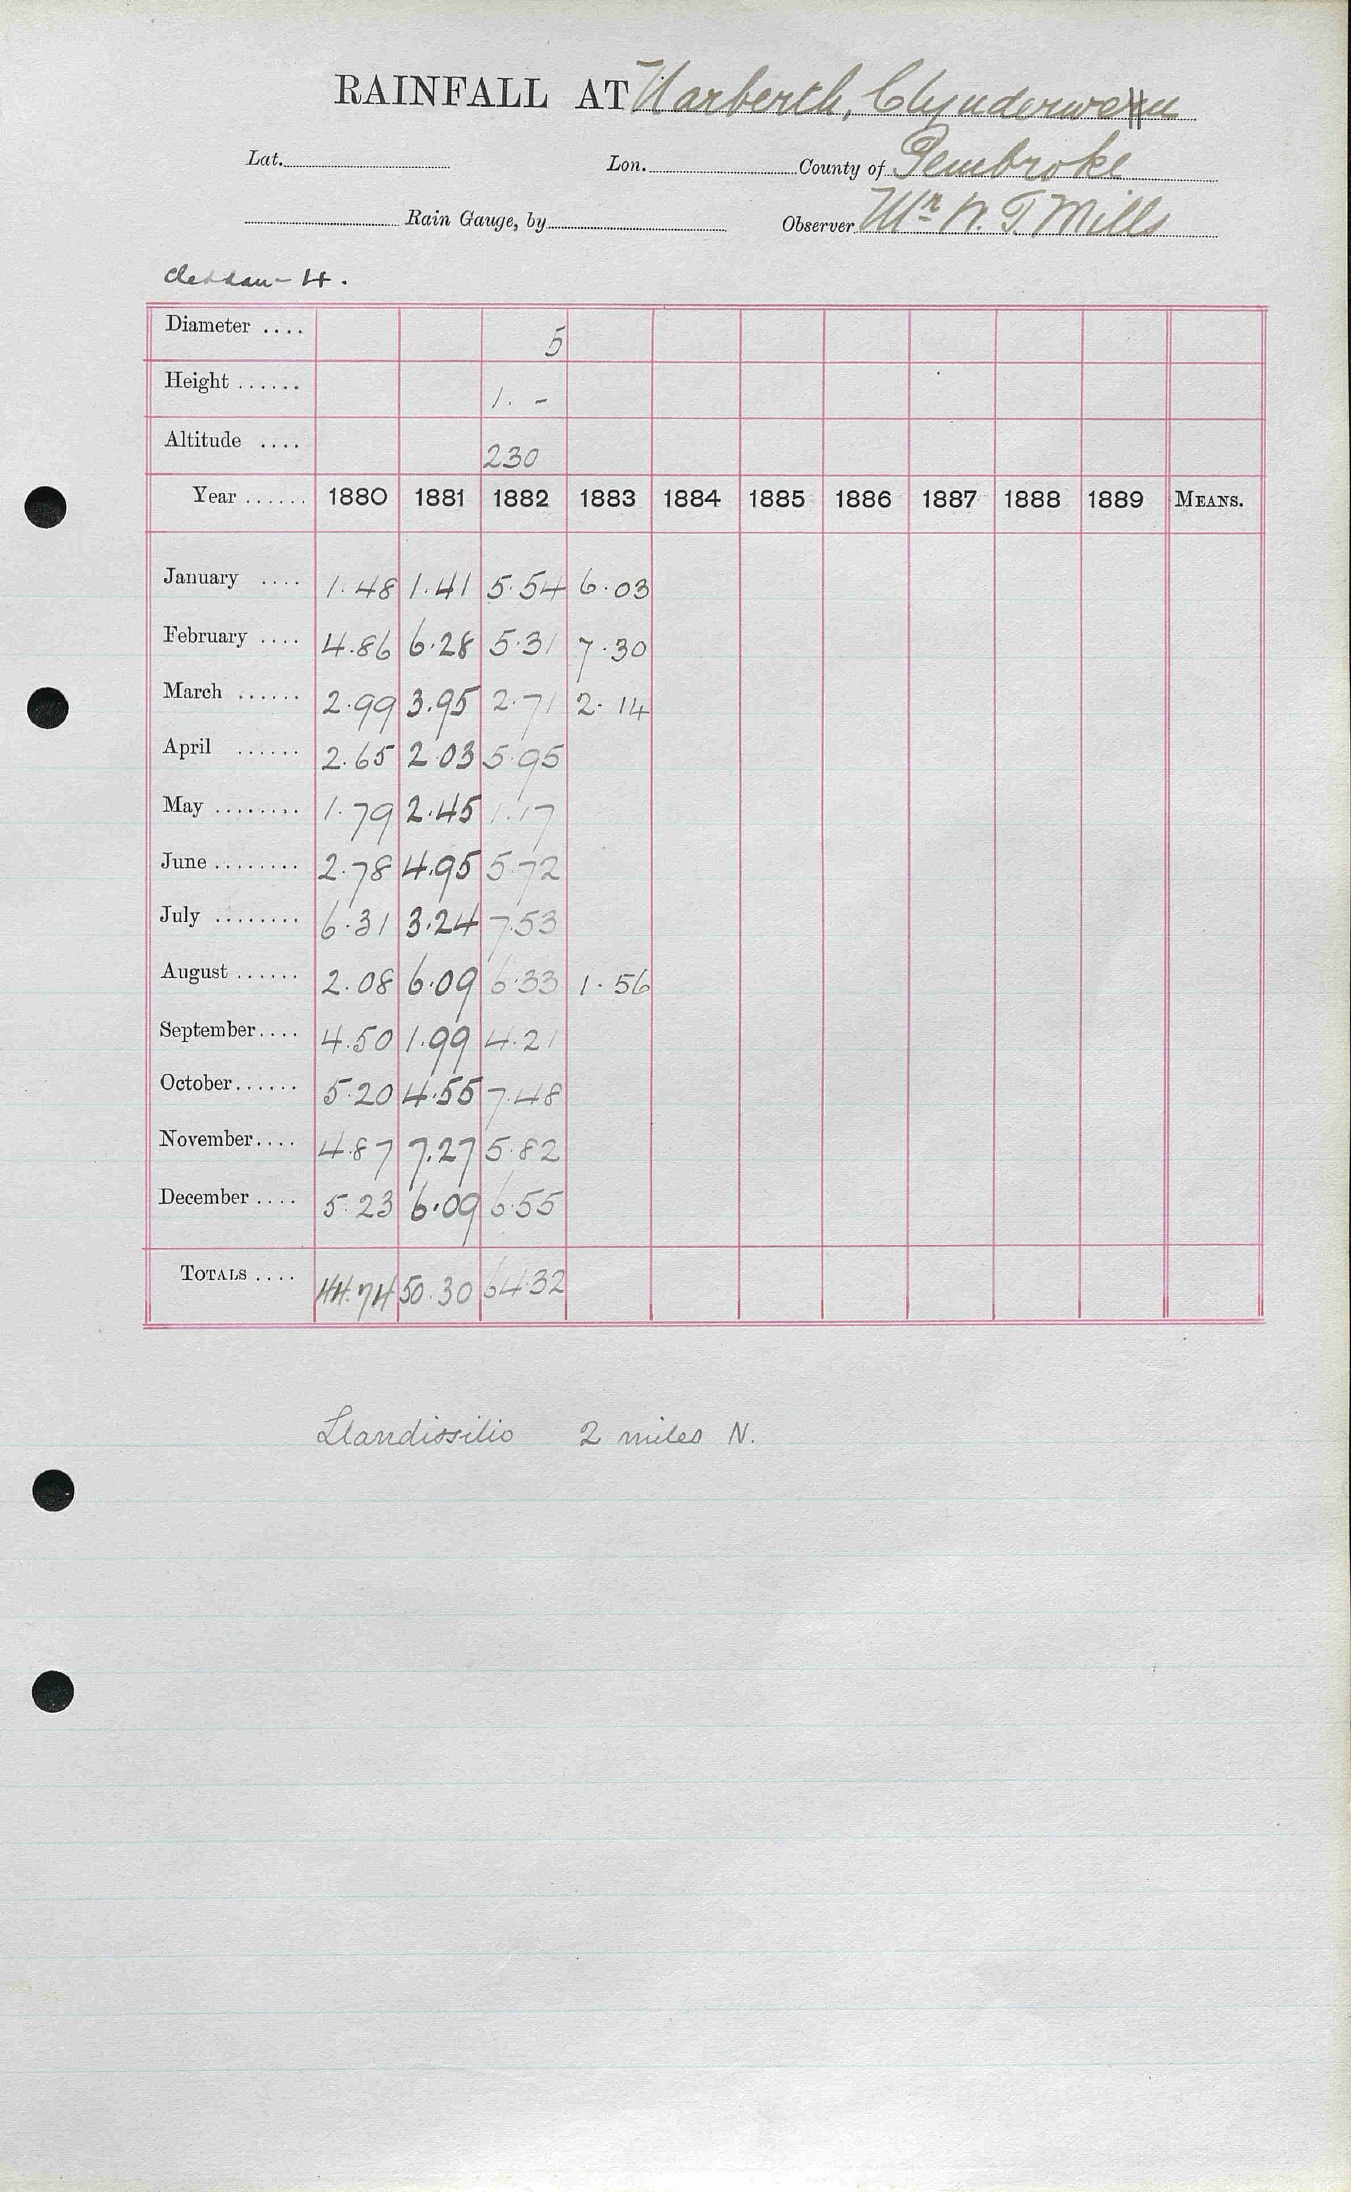 RAINFALL AT Narberth, Clynderwen
Lat. Lon. County of Pembroke
Rain Gauge, by Observer Mr W. T. Mills
Cleddau - 4.
Diameter .... 5
Height ...... 1. -
Altitude .... 230
Year ...... 1880 1881 1882 1883 1884 1885 1886 1887 1888 1889 MEANS.
January .... 1.48 1.41 5.54 6.03
February .... 4.86 6.28 5.31 7.30
March ...... 2.99 3.95 2.71 2.14
April ...... 2.65 2.03 5.95
May ........ 1.79 2.45 1.17
June ........ 2.78 4.95 5.72
July ........ 6.31 3.24 7.53
August ...... 2.08 6.09 6.33 1.56
September .... 4.50 1.99 4.21
October ...... 5.20 4.55 7.48
November .... 4.87 7.27 5.82
December .... 5.23 6.09 6.55
TOTALS .... 44.74 50.30 64.32
Llandissilio 2 miles N.